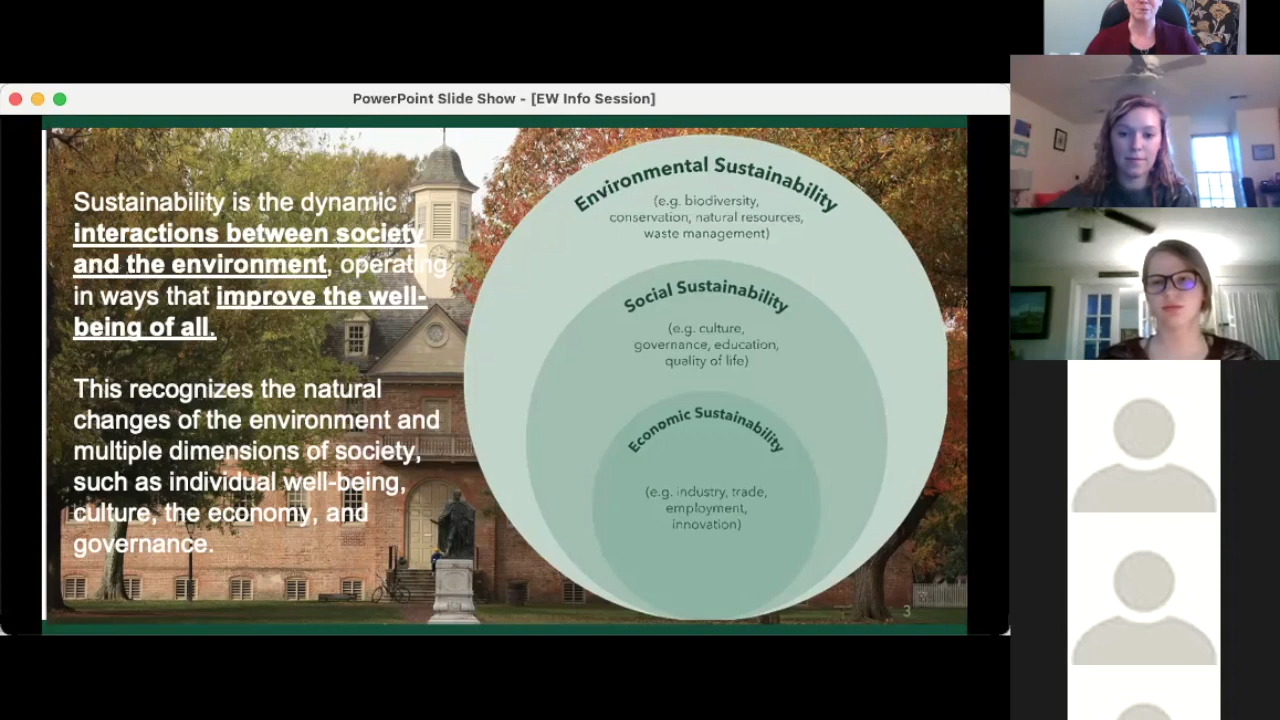 PowerPoint Slide Show - [EW Info Session]
Sustainability is the dynamic
interactions between society
and the environment, operating
in ways that improve the well-
being of all.
This recognizes the natural
changes of the environment and
multiple dimensions of society,
such as individual well-being,
culture, the economy, and
governance.
Environmental Sustainability
(e.g. biodiversity,
conservation, natural resources,
waste management)
Social Sustainability
(e.g. culture,
governance, education,
quality of life)
Economic Sustainability
(e.g. industry, trade,
employment,
innovation)
3